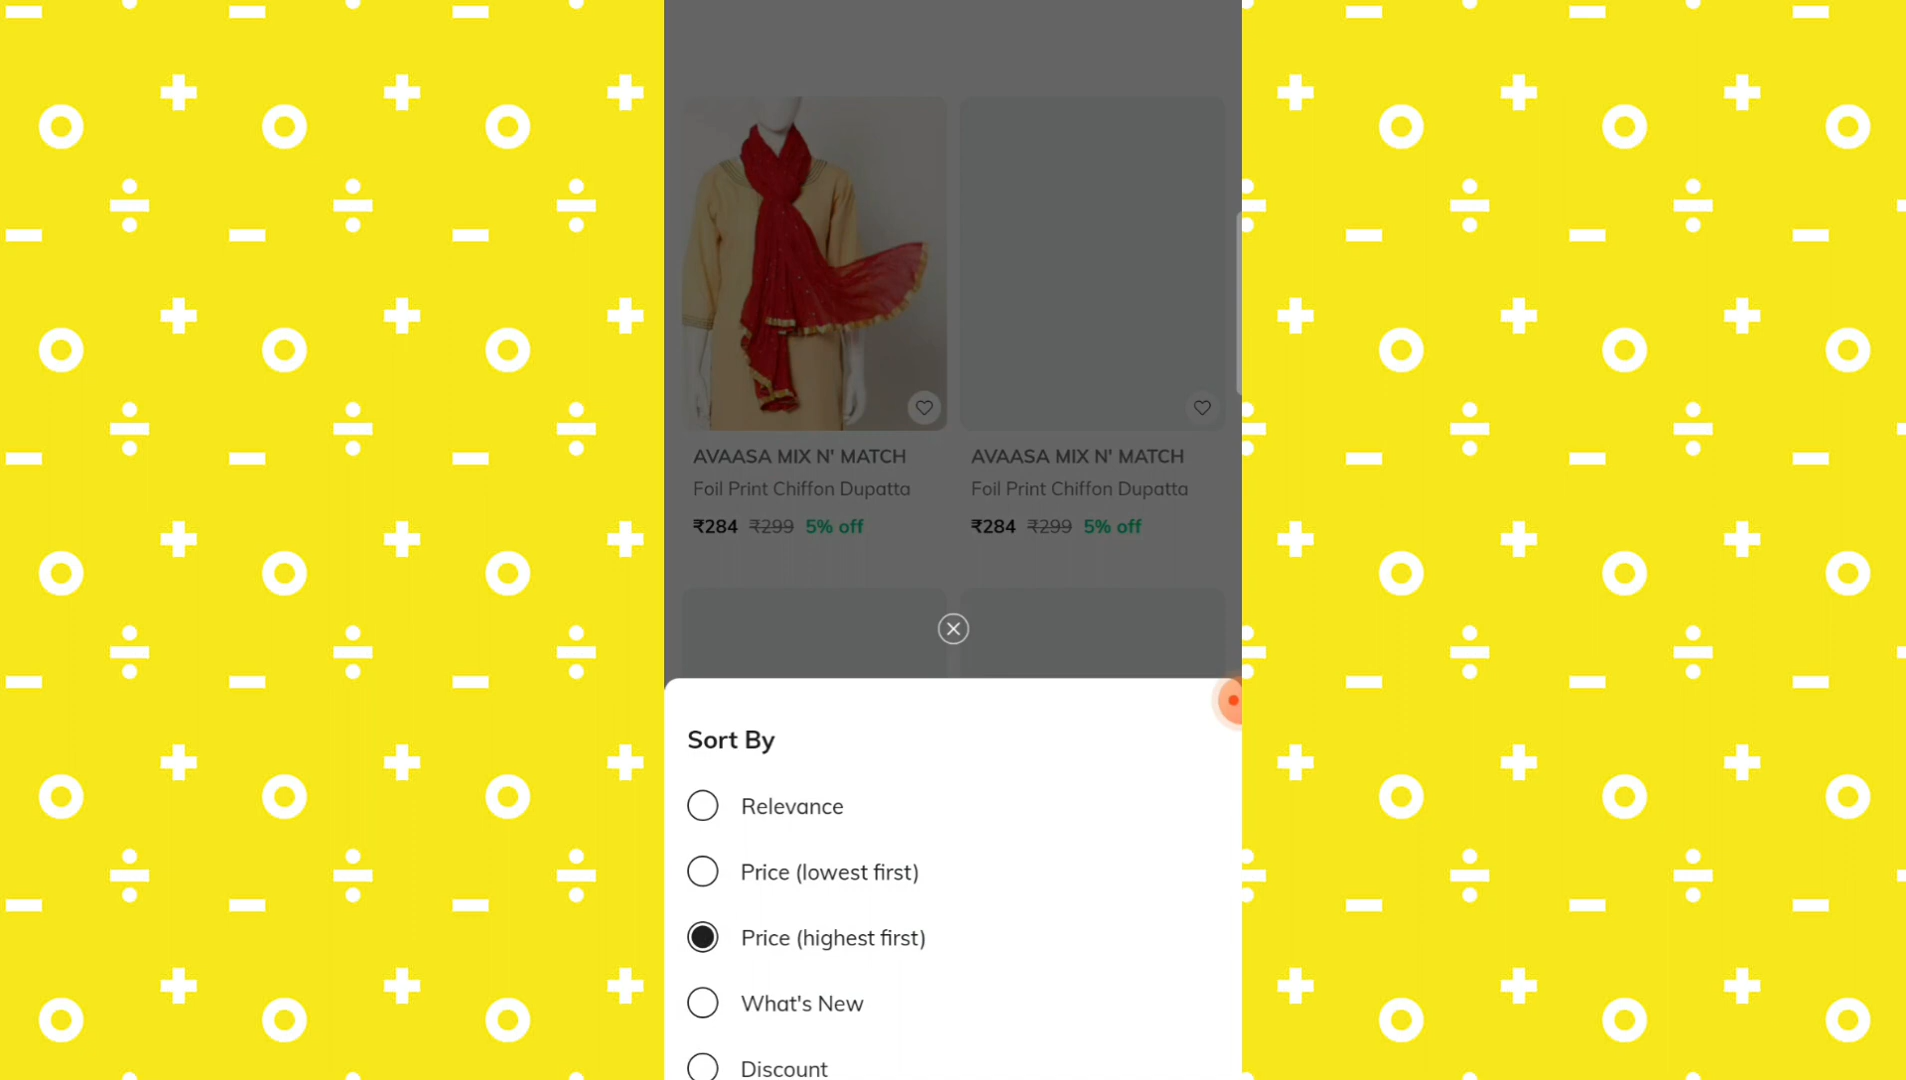 AVAASA MIX N' MATCH
Foil Print Chiffon Dupatta
₹284 ₹299 5% off
AVAASA MIX N' MATCH
Foil Print Chiffon Dupatta
₹284 ₹299 5% off
Sort By
Relevance
Price (lowest first)
Price (highest first)
What's New
Discount